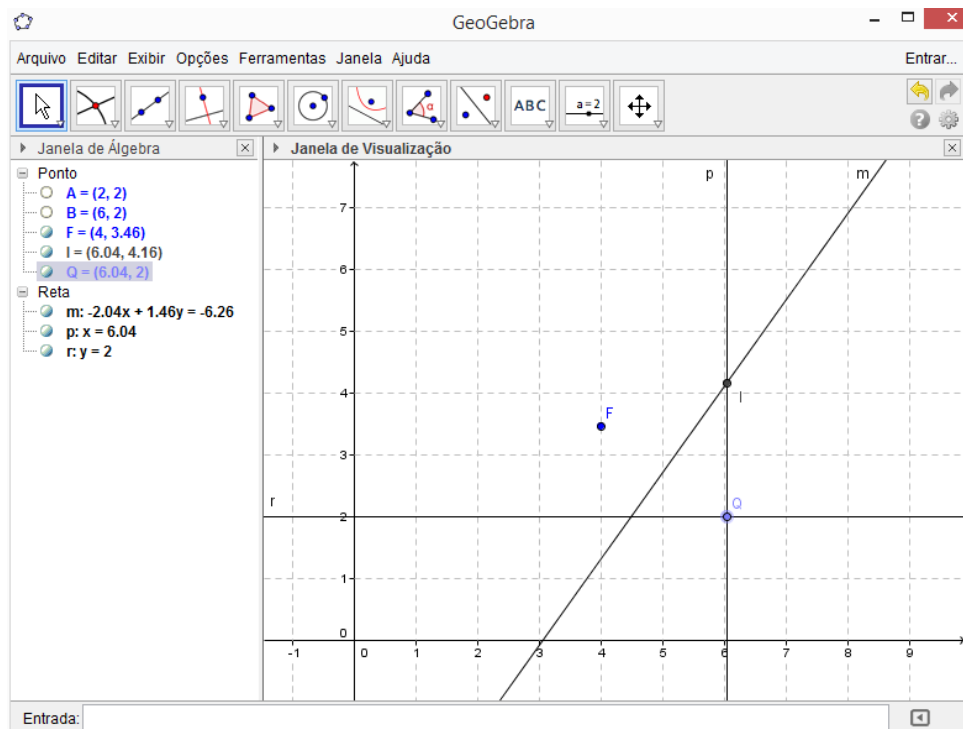 GeoGebra
Arquivo Editar Exibir Opções Ferramentas Janela Ajuda Entrar...
ABC a=2
α
Janela de Álgebra
Ponto
A = (2, 2)
B = (6, 2)
F = (4, 3.46)
I = (6.04, 4.16)
Q = (6.04, 2)
Reta
m: -2.04x + 1.46y = -6.26
p: x = 6.04
r: y = 2
Janela de Visualização
p m
7
6
5
4
F
I
3
r
Q
2
1
0
-1 0 1 2 3 4 5 6 7 8 9
Entrada: